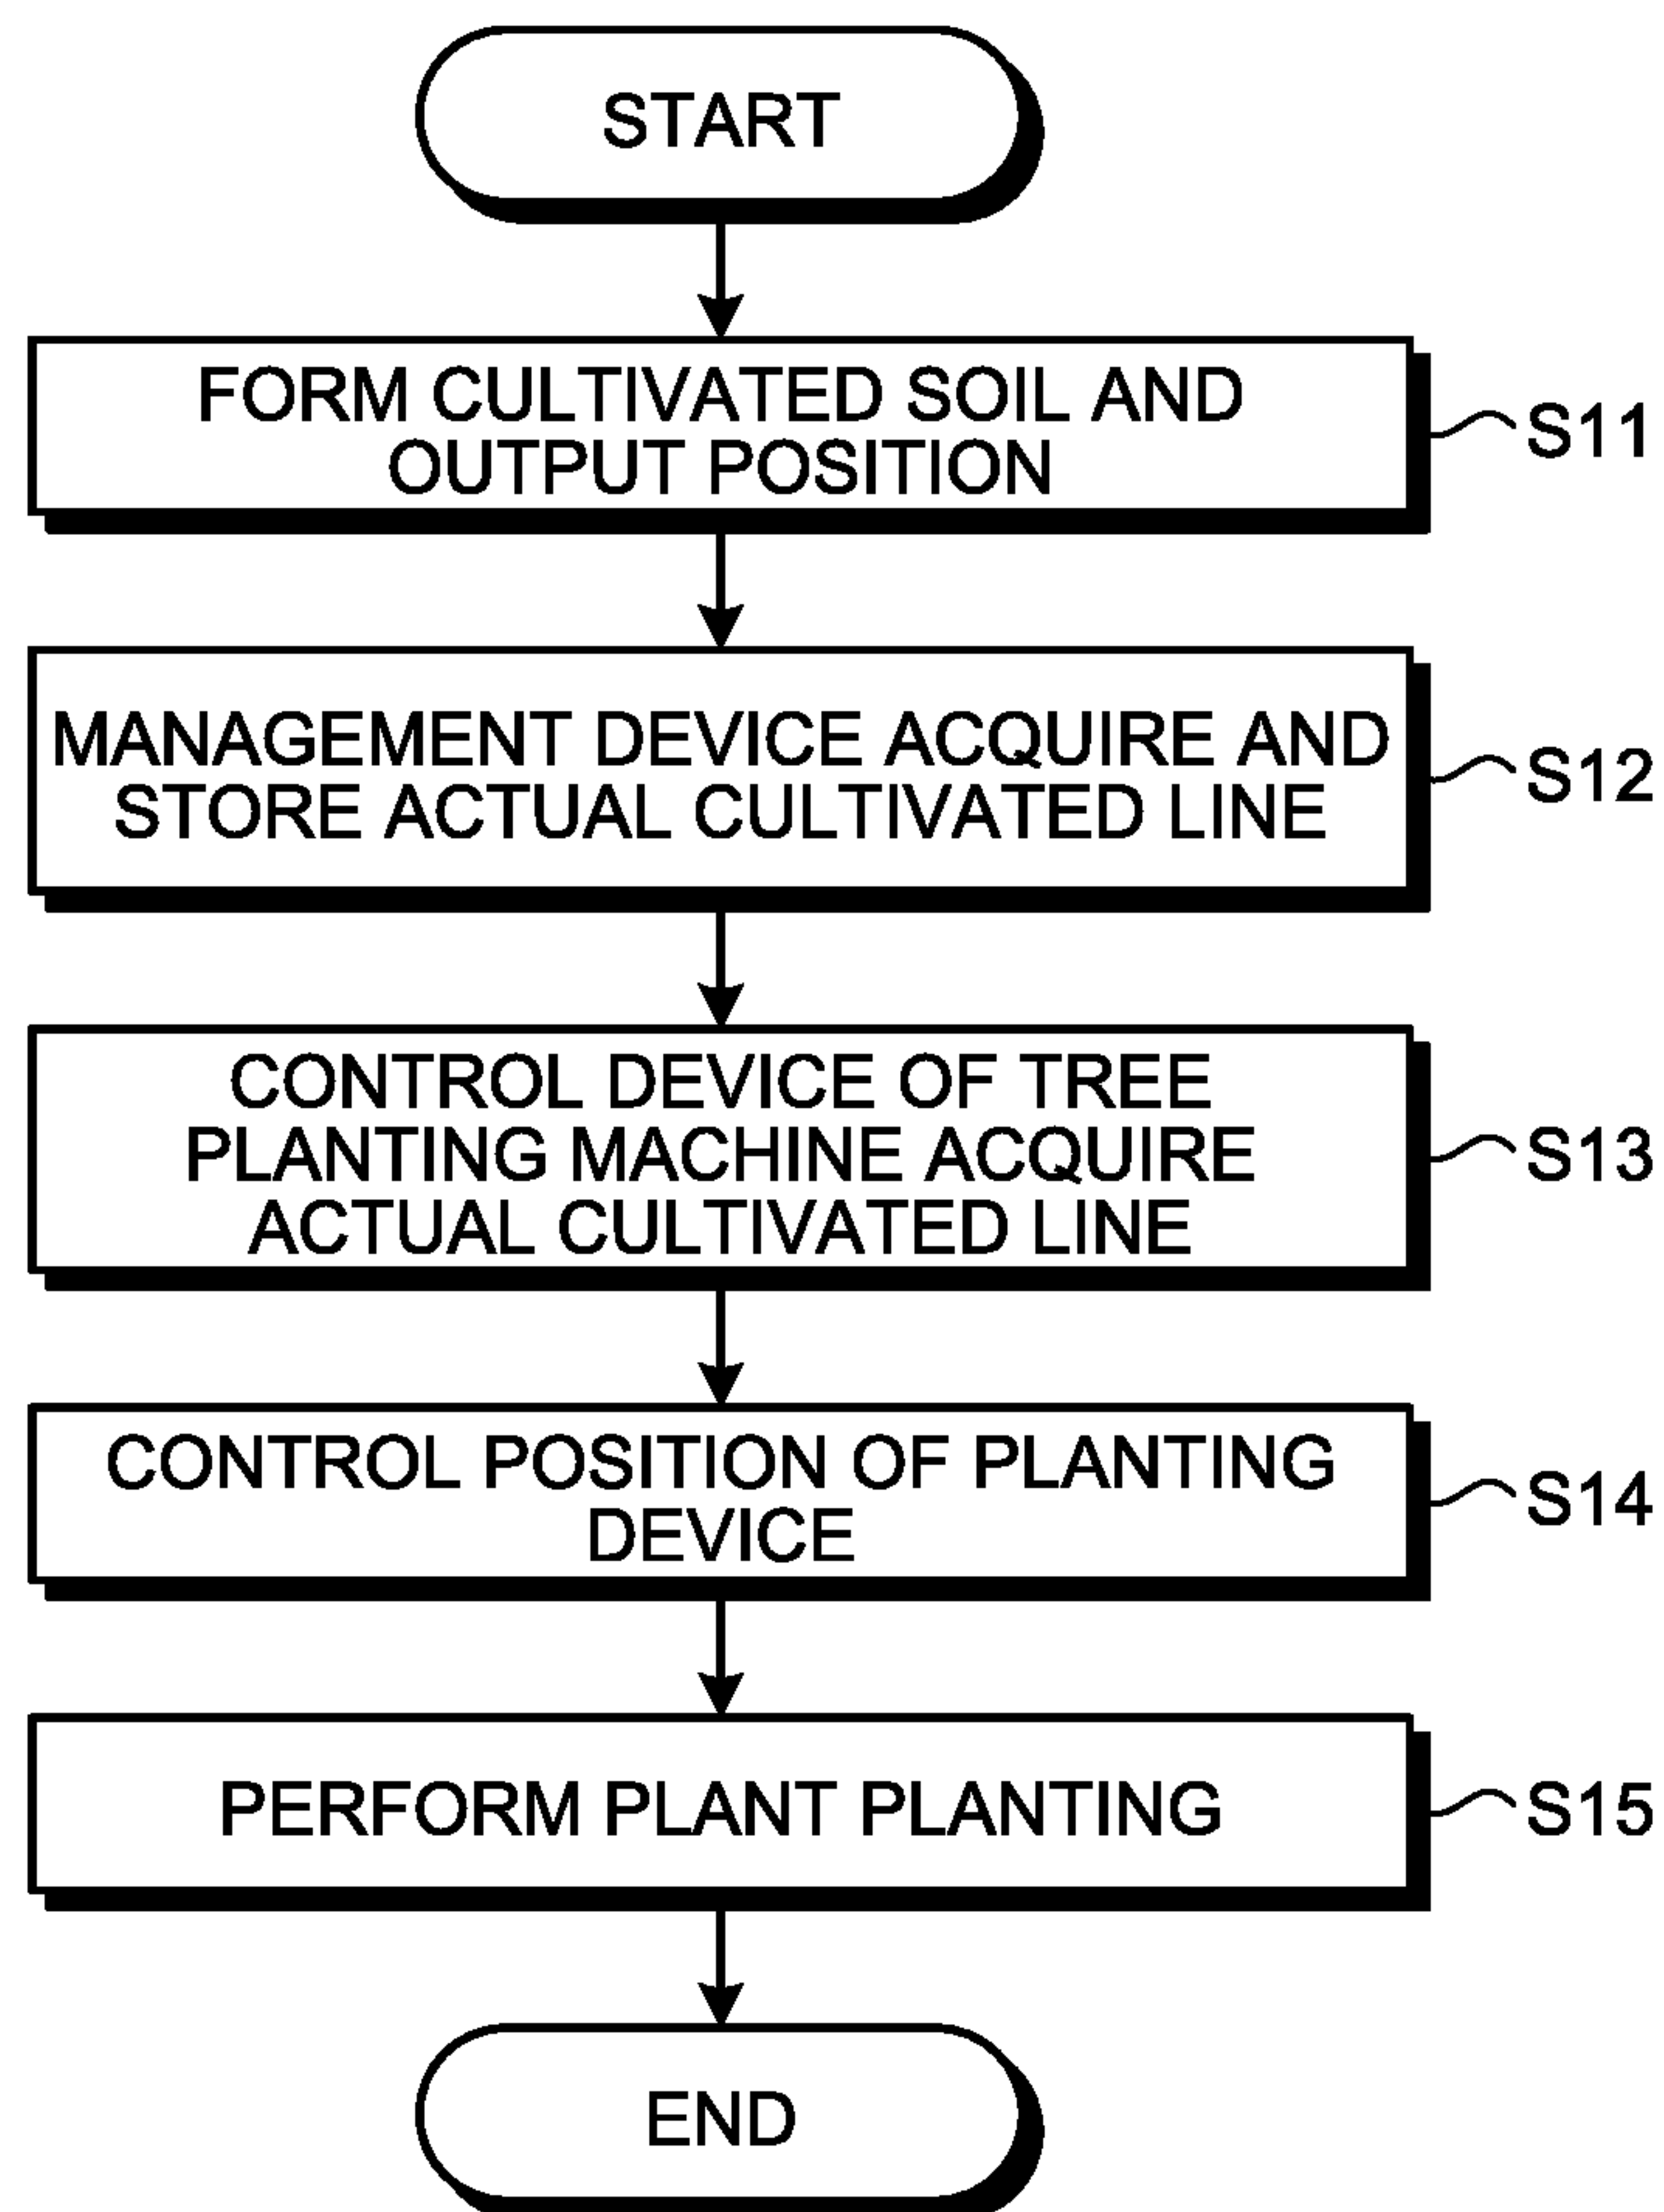 START
FORM CULTIVATED SOIL AND
OUTPUT POSITION
S11
MANAGEMENT DEVICE ACQUIRE AND
STORE ACTUAL CULTIVATED LINE
S12
CONTROL DEVICE OF TREE
PLANTING MACHINE ACQUIRE
ACTUAL CULTIVATED LINE
S13
CONTROL POSITION OF PLANTING
DEVICE
S14
PERFORM PLANT PLANTING
S15
END